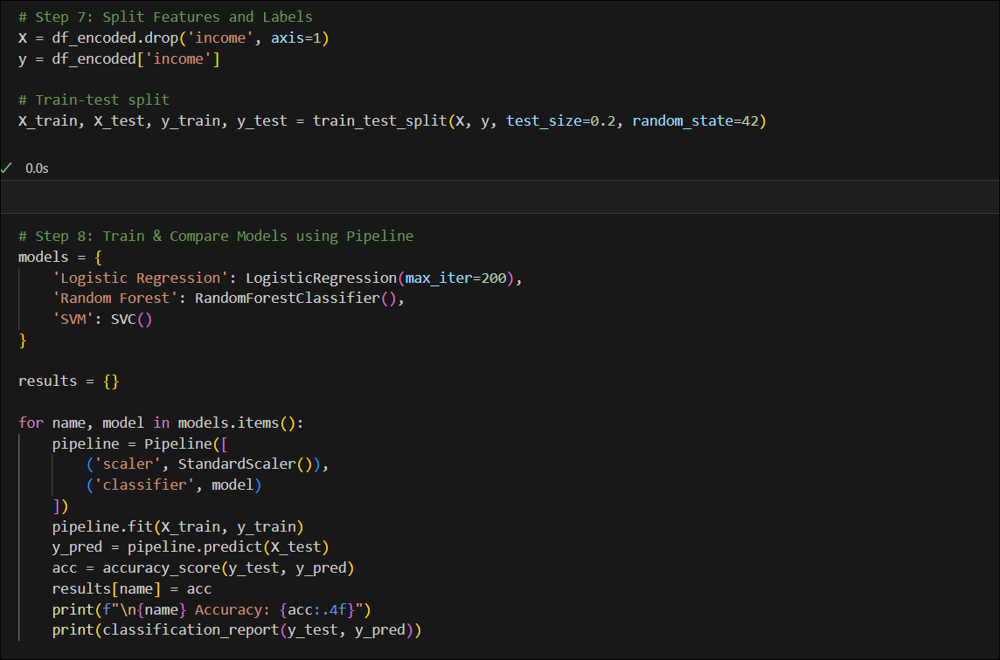 # Step 7: Split Features and Labels
X = df_encoded.drop('income', axis=1)
y = df_encoded['income']
# Train-test split
X_train, X_test, y_train, y_test = train_test_split(X, y, test_size=0.2, random_state=42)
✓ 0.0s
# Step 8: Train & Compare Models using Pipeline
models = {
    'Logistic Regression': LogisticRegression(max_iter=200),
    'Random Forest': RandomForestClassifier(),
    'SVM': SVC()
}
results = {}
for name, model in models.items():
    pipeline = Pipeline([
        ('scaler', StandardScaler()),
        ('classifier', model)
    ])
    pipeline.fit(X_train, y_train)
    y_pred = pipeline.predict(X_test)
    acc = accuracy_score(y_test, y_pred)
    results[name] = acc
    print(f"\n{name} Accuracy: {acc:.4f}")
    print(classification_report(y_test, y_pred))